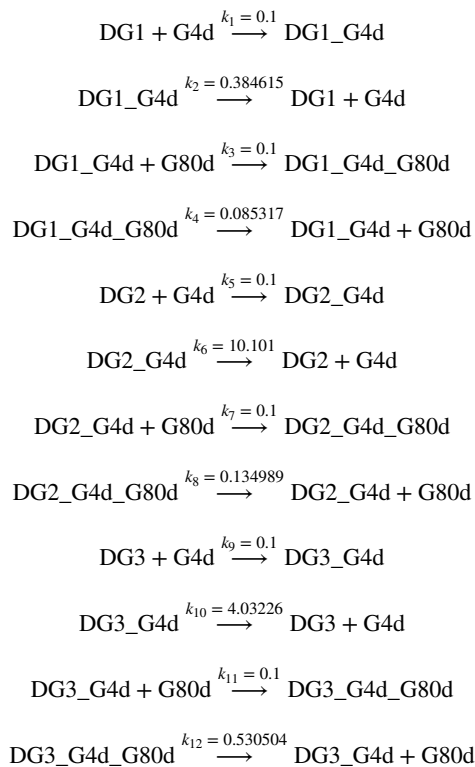 DG1 + G4d k₁ = 0.1 ⟶ DG1_G4d
DG1_G4d k₂ = 0.384615 ⟶ DG1 + G4d
DG1_G4d + G80d k₃ = 0.1 ⟶ DG1_G4d_G80d
DG1_G4d_G80d k₄ = 0.085317 ⟶ DG1_G4d + G80d
DG2 + G4d k₅ = 0.1 ⟶ DG2_G4d
DG2_G4d k₆ = 10.101 ⟶ DG2 + G4d
DG2_G4d + G80d k₇ = 0.1 ⟶ DG2_G4d_G80d
DG2_G4d_G80d k₈ = 0.134989 ⟶ DG2_G4d + G80d
DG3 + G4d k₉ = 0.1 ⟶ DG3_G4d
DG3_G4d k₁₀ = 4.03226 ⟶ DG3 + G4d
DG3_G4d + G80d k₁₁ = 0.1 ⟶ DG3_G4d_G80d
DG3_G4d_G80d k₁₂ = 0.530504 ⟶ DG3_G4d + G80d